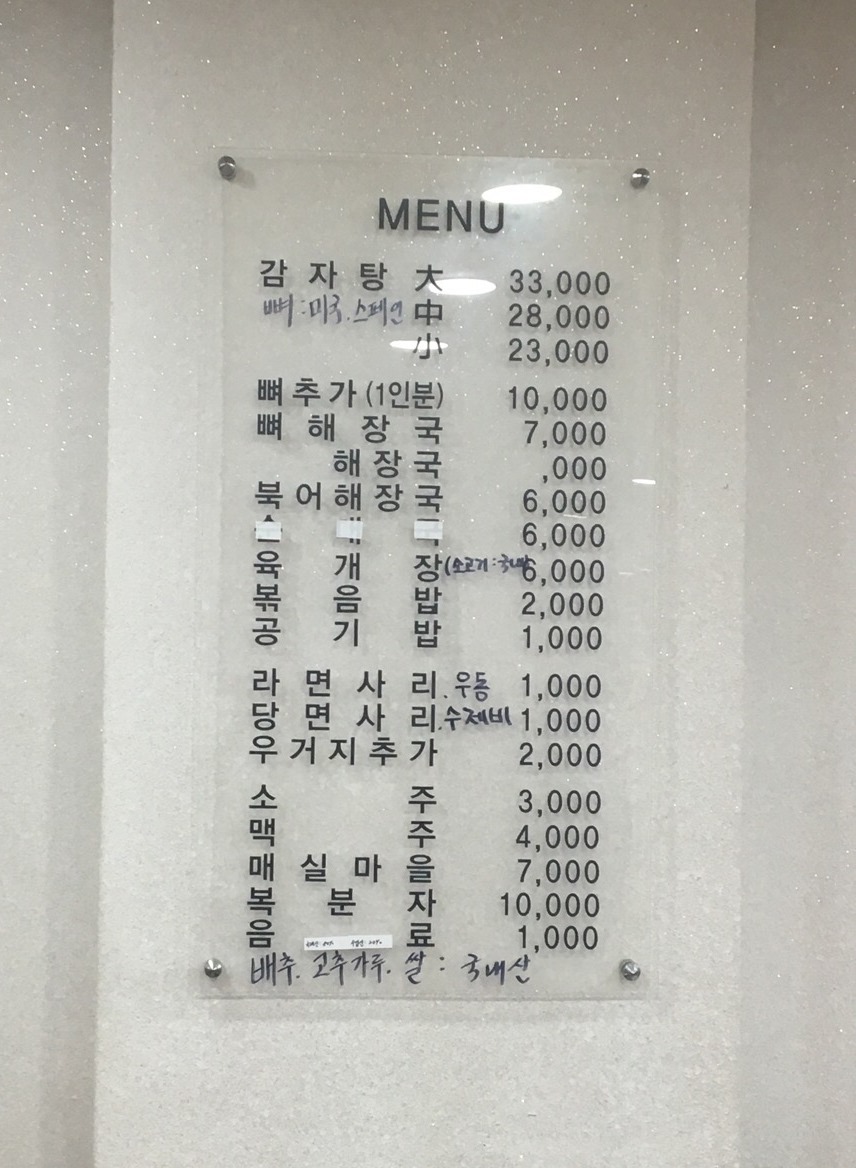 MENU
감자탕 大 33,000
뼈:미국.스페인 中 28,000
小 23,000
뼈추가(1인분) 10,000
뼈해장국 7,000
해장국 ,000
북어해장국 6,000
6,000
육개장(소고기:국내산 6,000
볶음밥 2,000
공기밥 1,000
라면사리.우동 1,000
당면사리.수제비 1,000
우거지추가 2,000
소주 3,000
맥주 4,000
매실마을 7,000
복분자 10,000
음료 1,000
배추.고추가루.쌀: 국내산